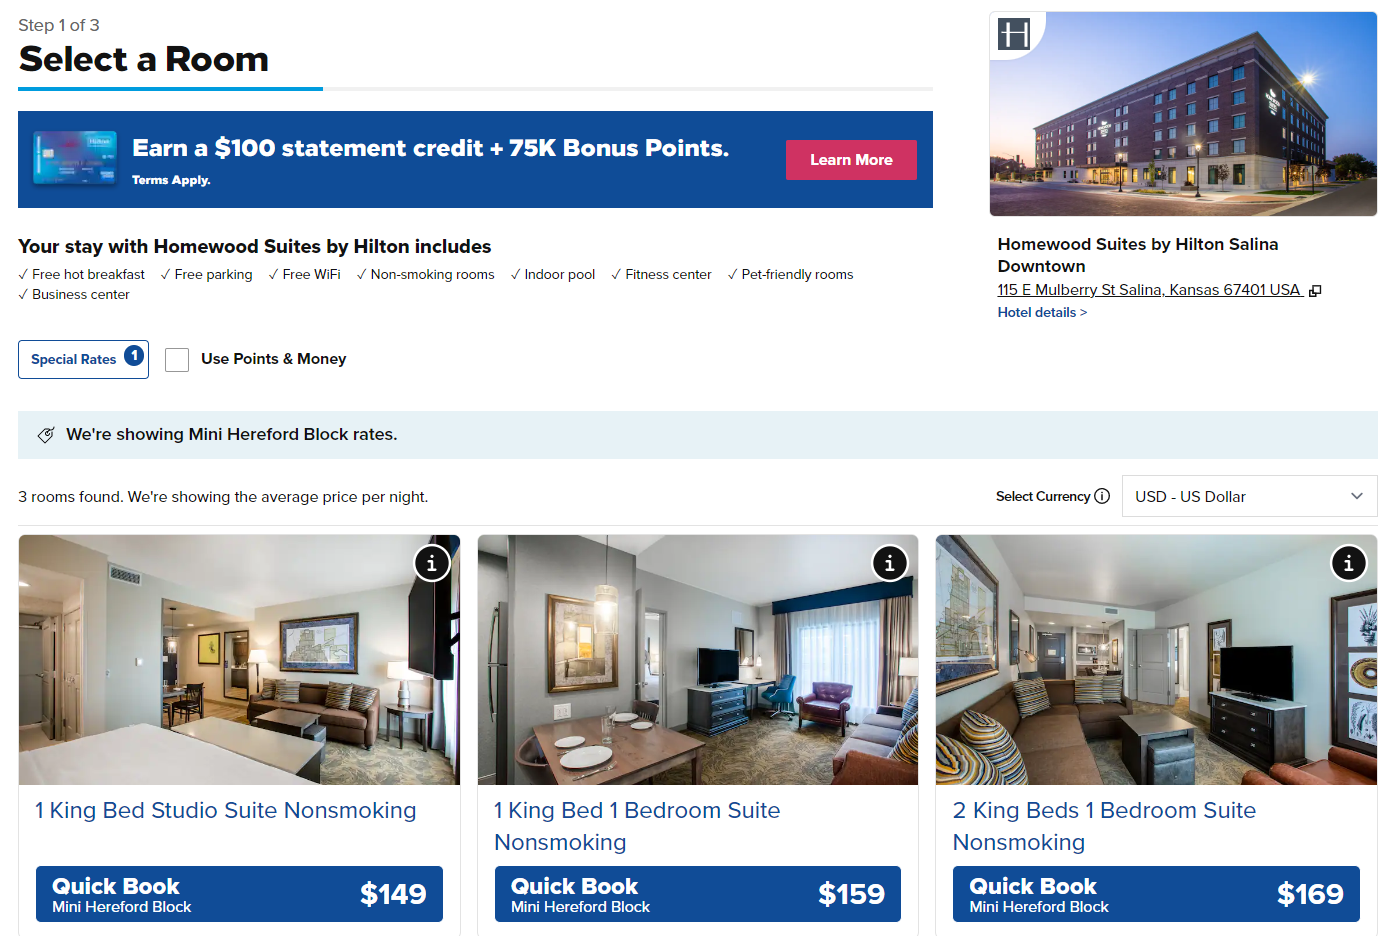 Step 1 of 3
Select a Room
Earn a $100 statement credit + 75K Bonus Points.
Terms Apply.
Learn More
Your stay with Homewood Suites by Hilton includes
✓ Free hot breakfast ✓ Free parking ✓ Free WiFi ✓ Non-smoking rooms ✓ Indoor pool ✓ Fitness center ✓ Pet-friendly rooms
✓ Business center
Special Rates 1
Use Points & Money
H
Homewood Suites by Hilton Salina
Downtown
115 E Mulberry St Salina, Kansas 67401 USA
Hotel details >
We're showing Mini Hereford Block rates.
3 rooms found. We're showing the average price per night.
Select Currency
USD - US Dollar
1 King Bed Studio Suite Nonsmoking
Quick Book
Mini Hereford Block
$149
1 King Bed 1 Bedroom Suite
Nonsmoking
Quick Book
Mini Hereford Block
$159
2 King Beds 1 Bedroom Suite
Nonsmoking
Quick Book
Mini Hereford Block
$169